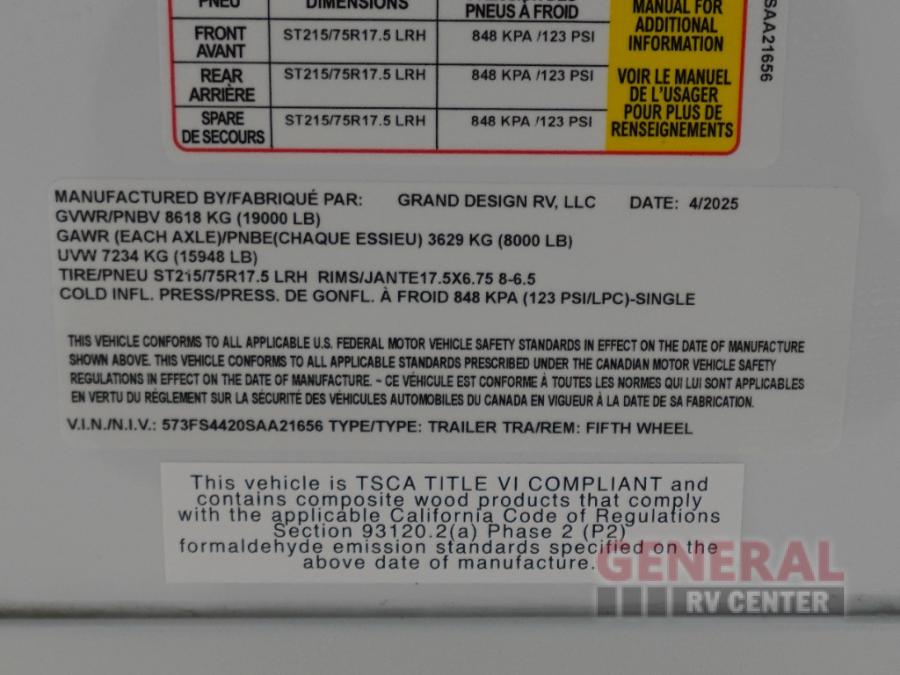 PNEU DIMENSIONS PNEUS À FROID
FRONT
AVANT ST215/75R17.5 LRH 848 KPA /123 PSI
REAR
ARRIÈRE ST215/75R17.5 LRH 848 KPA /123 PSI
SPARE
DE SECOURS ST215/75R17.5 LRH 848 KPA /123 PSI
MANUAL FOR
ADDITIONAL
INFORMATION
VOIR LE MANUEL
DE L'USAGER
POUR PLUS DE
RENSEIGNEMENTS
SAA21656
MANUFACTURED BY/FABRIQUÉ PAR: GRAND DESIGN RV, LLC DATE: 4/2025
GVWR/PNBV 8618 KG (19000 LB)
GAWR (EACH AXLE)/PNBE(CHAQUE ESSIEU) 3629 KG (8000 LB)
UVW 7234 KG (15948 LB)
TIRE/PNEU ST215/75R17.5 LRH RIMS/JANTE17.5X6.75 8-6.5
COLD INFL. PRESS/PRESS. DE GONFL. À FROID 848 KPA (123 PSI/LPC)-SINGLE
THIS VEHICLE CONFORMS TO ALL APPLICABLE U.S. FEDERAL MOTOR VEHICLE SAFETY STANDARDS IN EFFECT ON THE DATE OF MANUFACTURE
SHOWN ABOVE. THIS VEHICLE CONFORMS TO ALL APPLICABLE STANDARDS PRESCRIBED UNDER THE CANADIAN MOTOR VEHICLE SAFETY
REGULATIONS IN EFFECT ON THE DATE OF MANUFACTURE. ~ CE VÉHICULE EST CONFORME À TOUTES LES NORMES QUI LUI SONT APPLICABLES
EN VERTU DU RÈGLEMENT SUR LA SÉCURITÉ DES VÉHICULES AUTOMOBILES DU CANADA EN VIGUEUR À LA DATE DE SA FABRICATION.
V.I.N./N.I.V.: 573FS4420SAA21656 TYPE/TYPE: TRAILER TRA/REM: FIFTH WHEEL
This vehicle is TSCA TITLE VI COMPLIANT and
contains composite wood products that comply
with the applicable California Code of Regulations
Section 93120.2(a) Phase 2 (P2)
formaldehyde emission standards specified on the
above date of manufacture.
GENERAL
RV CENTER